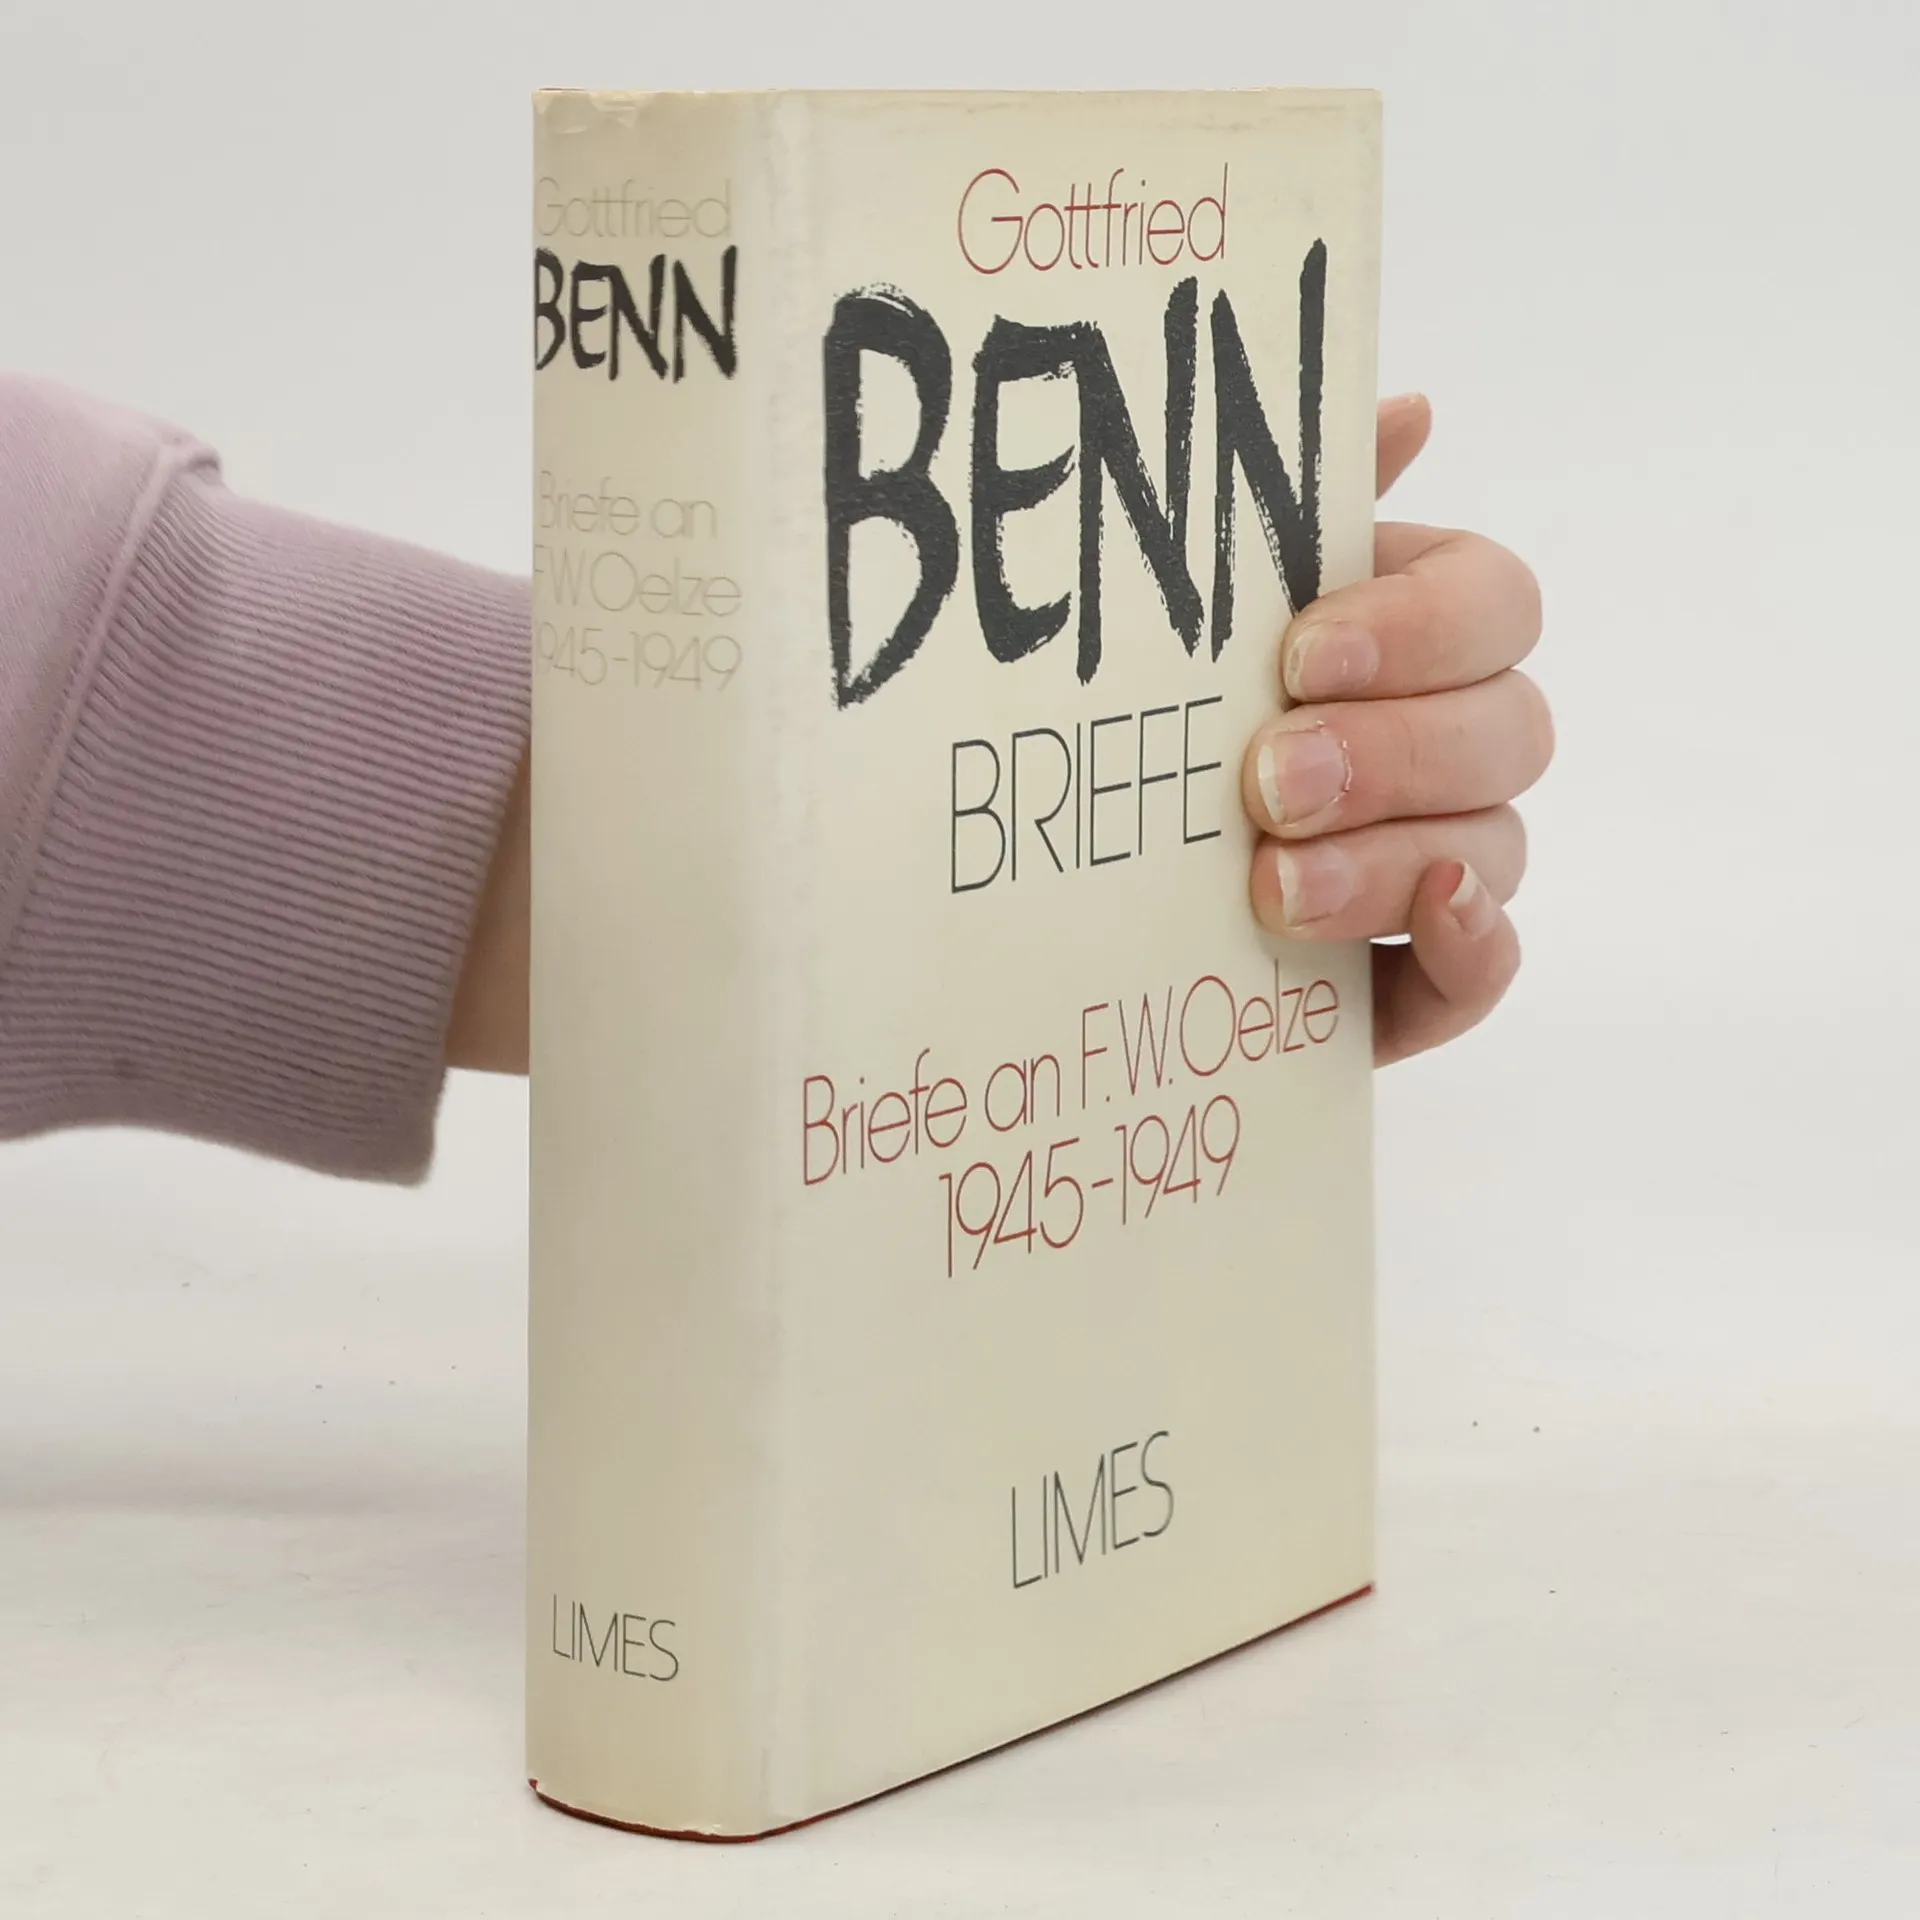 Gottfried
BENN
Briefe an
F.W.Oelze
1945-1949
LIMES
Gottfried
BENN
BRIEFE
Briefe an F.W.Oelze
1945-1949
LIMES